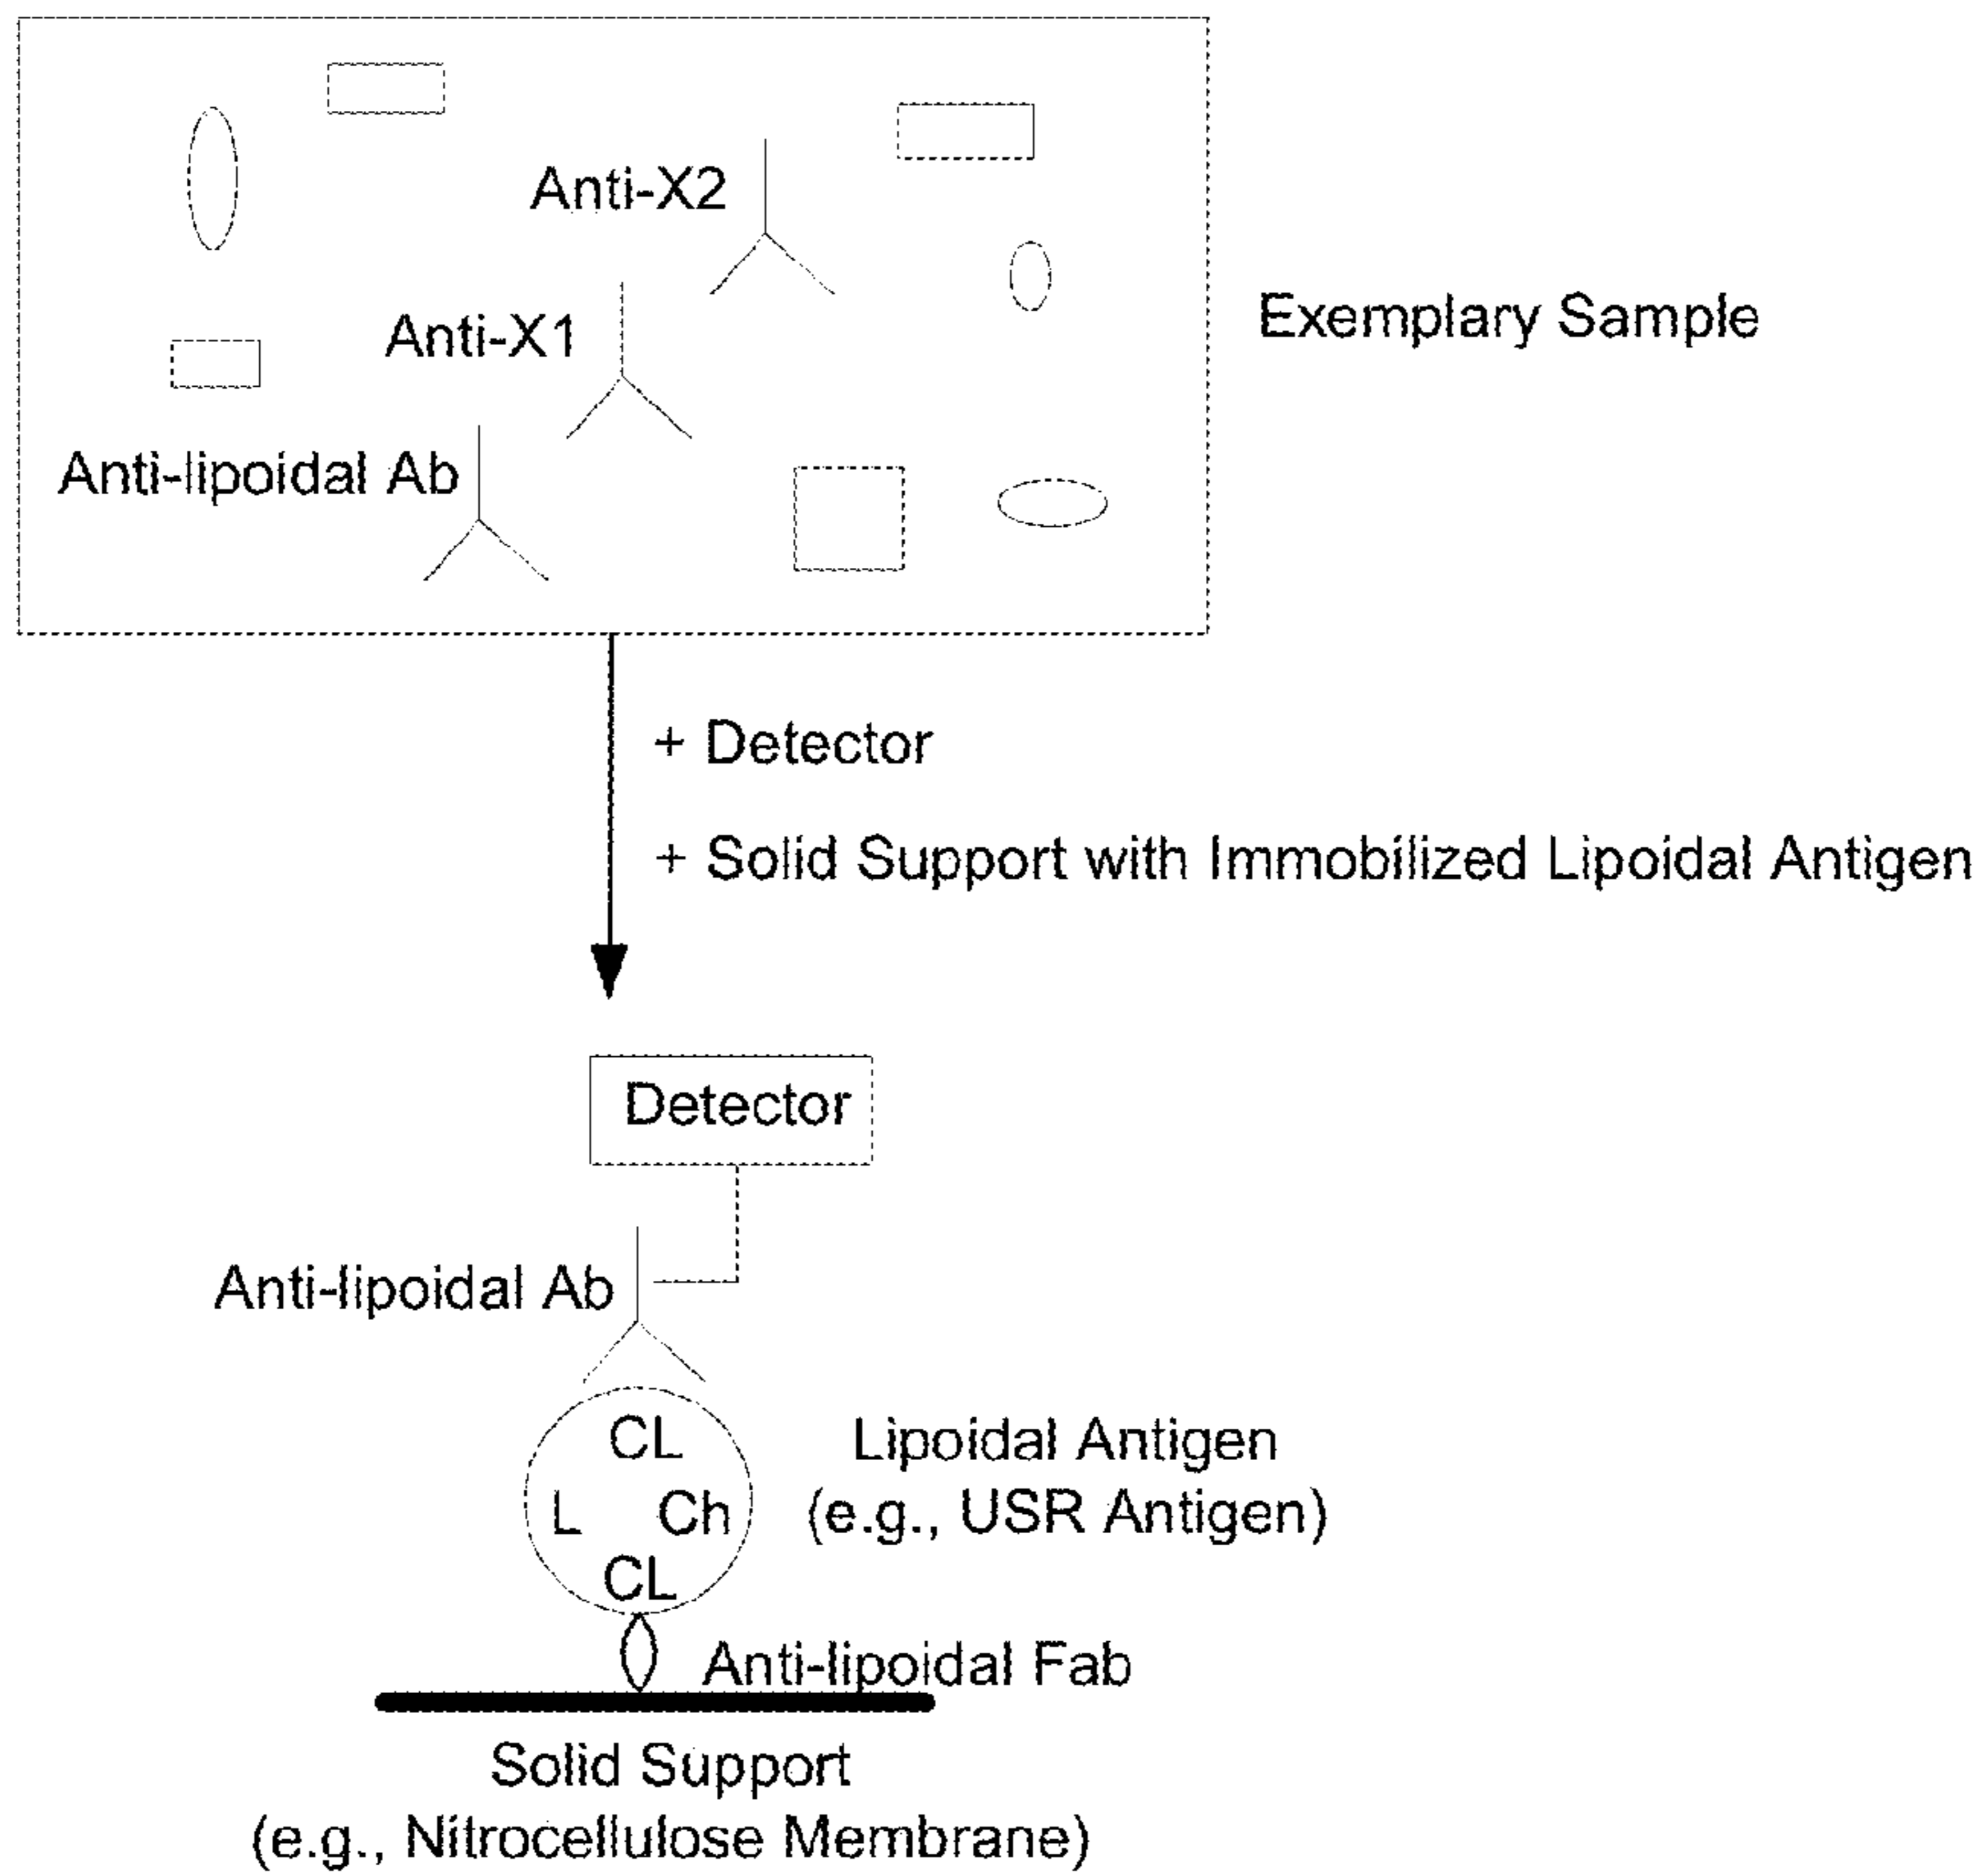 Anti-X2
Exemplary Sample
Anti-X1
Anti-lipoidal Ab
+ Detector
+ Solid Support with Immobilized Lipoidal Antigen
Detector
Anti-lipoidal Ab
CL
L Ch
CL
Lipoidal Antigen
(e.g., USR Antigen)
Anti-lipoidal Fab
Solid Support
(e.g., Nitrocellulose Membrane)